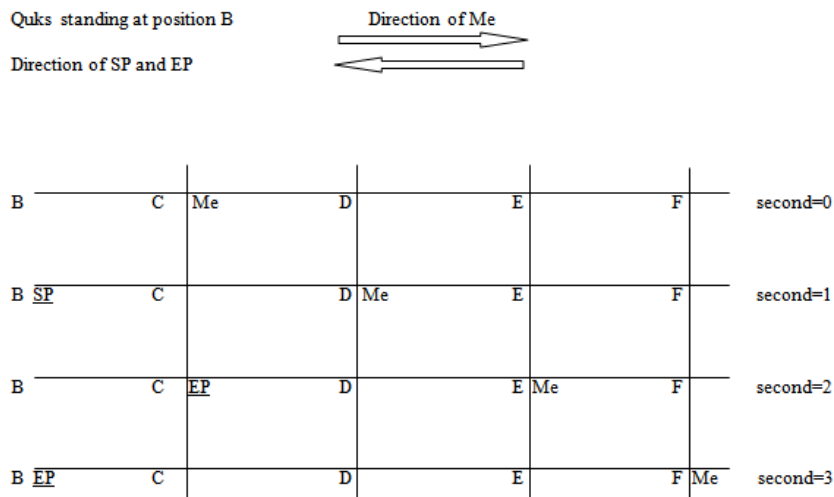 Quks standing at position B Direction of Me
Direction of SP and EP
B C Me D E F second=0
B SP C D Me E F second=1
B C EP D E Me F second=2
B EP C D E F Me second=3